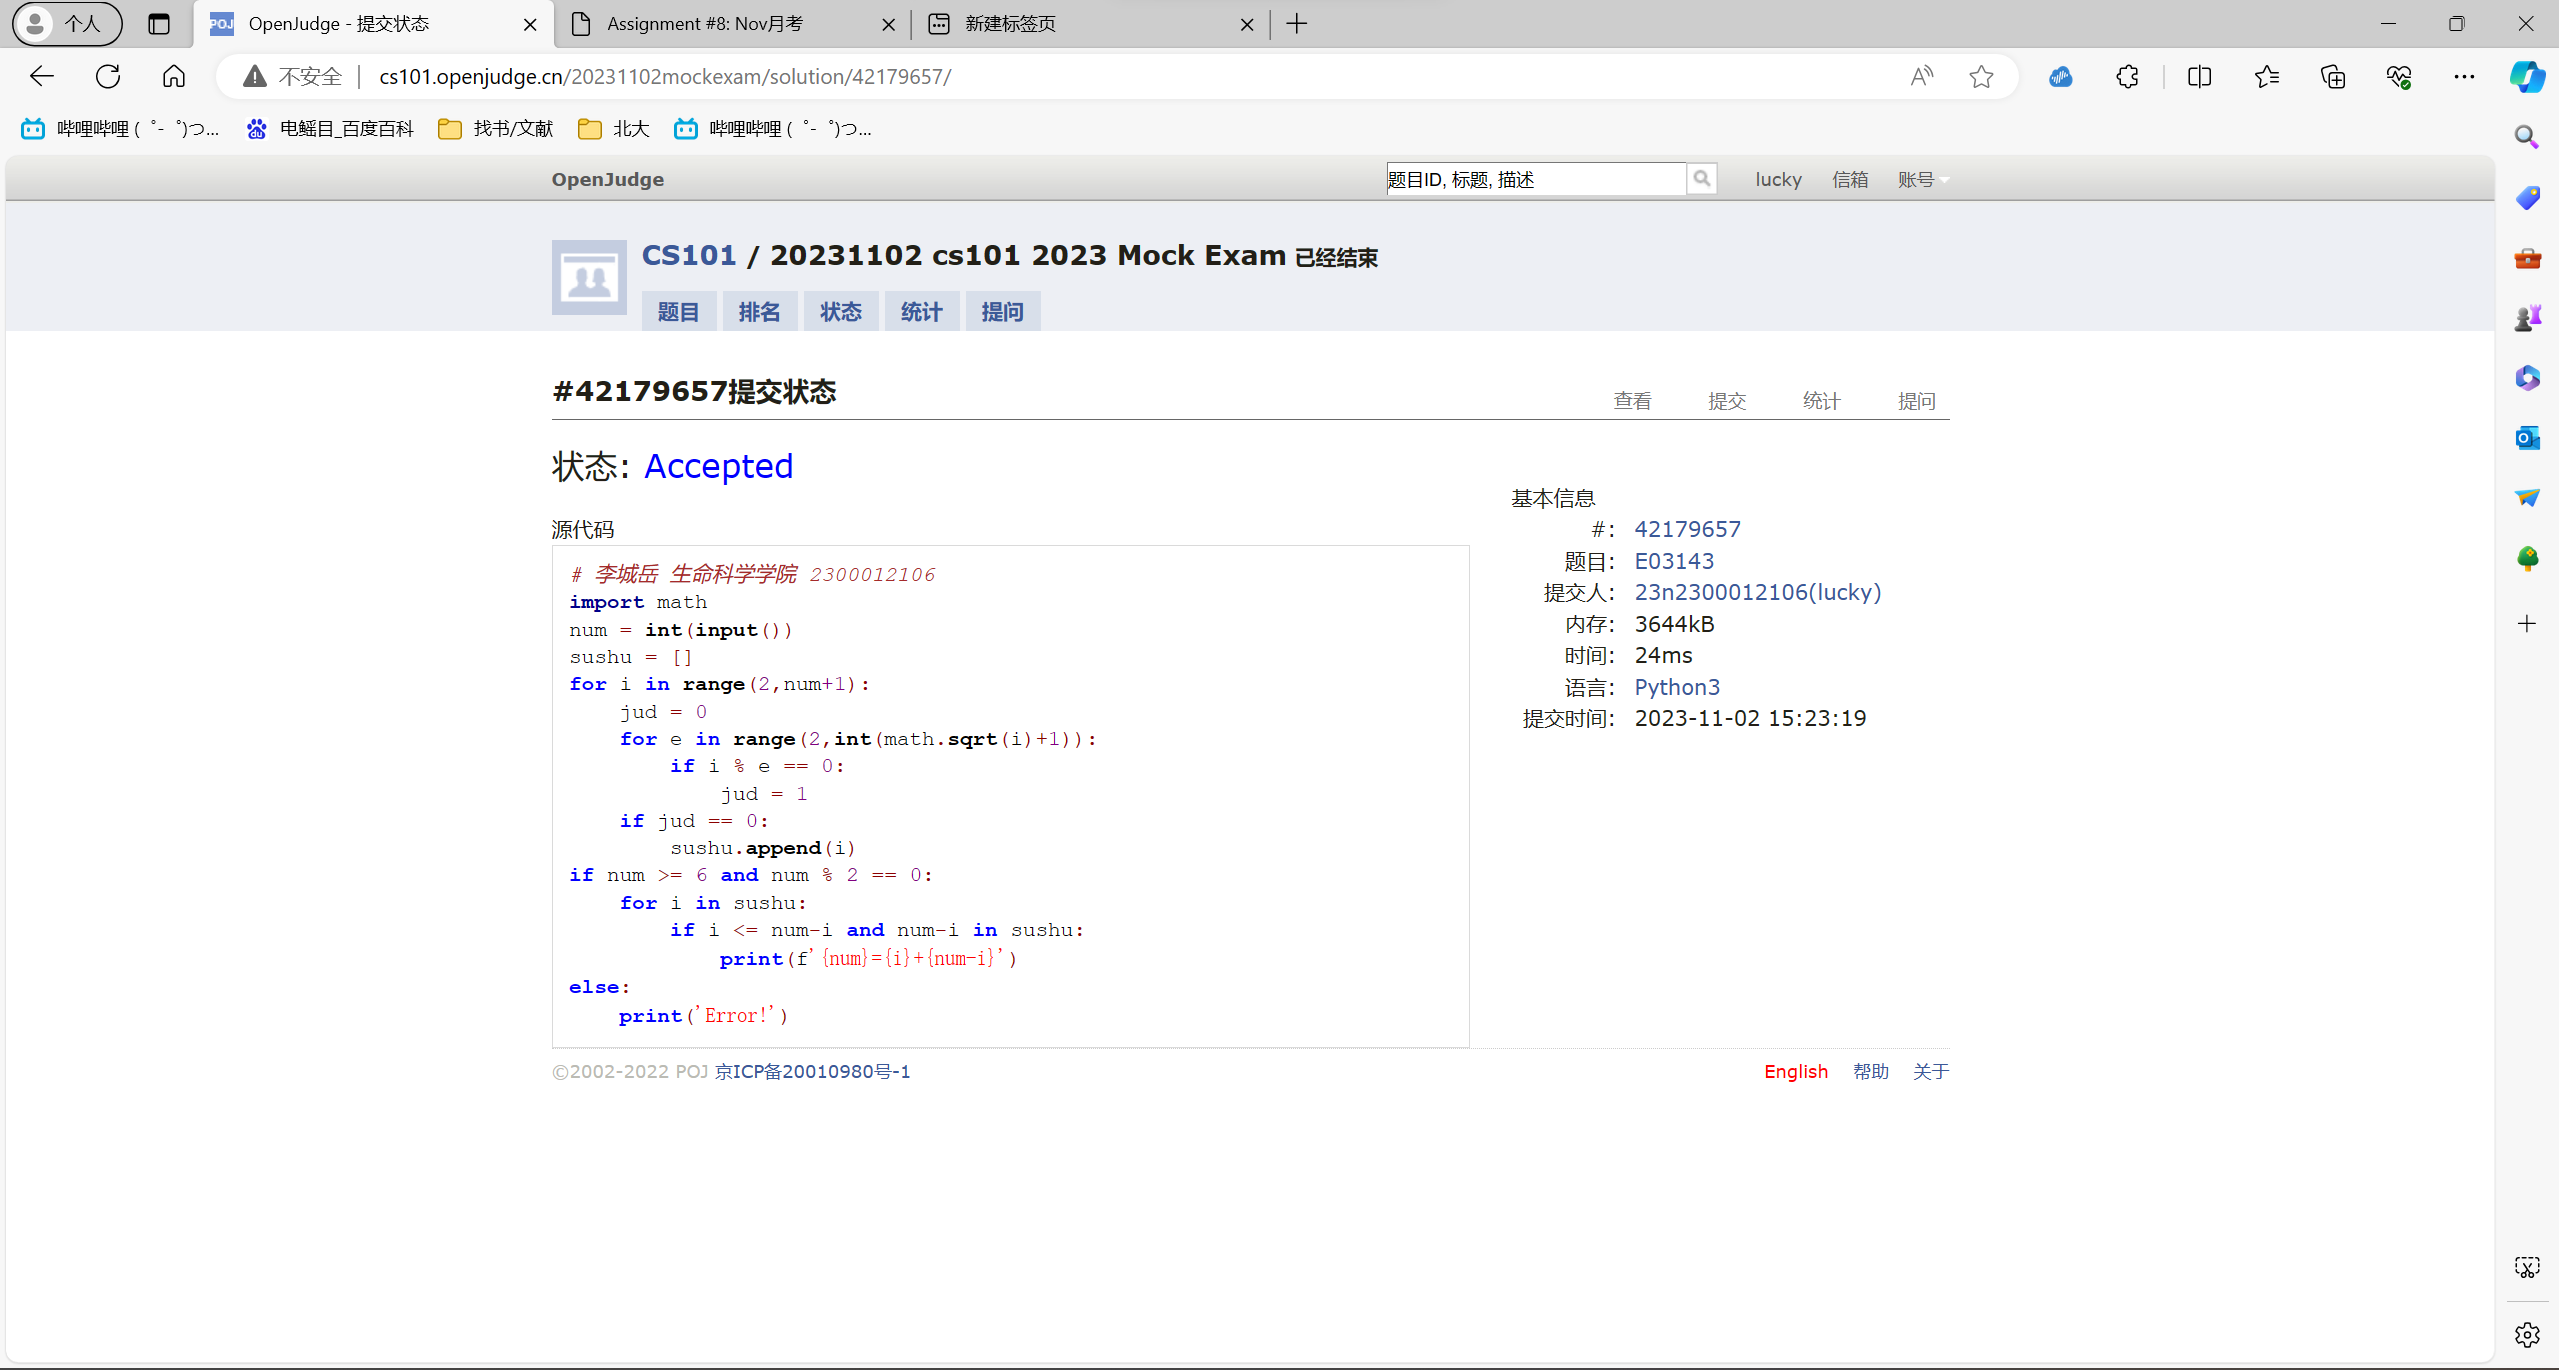 个人
OpenJudge - 提交状态
Assignment #8: Nov月考
新建标签页
不安全
cs101.openjudge.cn/20231102mockexam/solution/42179657/
哔哩哔哩 (゜-゜)つ...
电鳐目_百度百科
找书/文献
北大
哔哩哔哩 (゜-゜)つ...
OpenJudge
题目ID, 标题, 描述
lucky
信箱
账号
CS101 / 20231102 cs101 2023 Mock Exam 已经结束
题目
排名
状态
统计
提问
#42179657提交状态
查看
提交
统计
提问
状态: Accepted
源代码
# 李城岳 生命科学学院 2300012106
import math
num = int(input())
sushu = []
for i in range(2,num+1):
    jud = 0
    for e in range(2,int(math.sqrt(i)+1)):
        if i % e == 0:
            jud = 1
    if jud == 0:
        sushu.append(i)
if num >= 6 and num % 2 == 0:
    for i in sushu:
        if i <= num-i and num-i in sushu:
            print(f'{num}={i}+{num-i}')
else:
    print('Error!')
基本信息
#: 42179657
题目: E03143
提交人: 23n2300012106(lucky)
内存: 3644kB
时间: 24ms
语言: Python3
提交时间: 2023-11-02 15:23:19
©2002-2022 POJ 京ICP备20010980号-1
English
帮助
关于